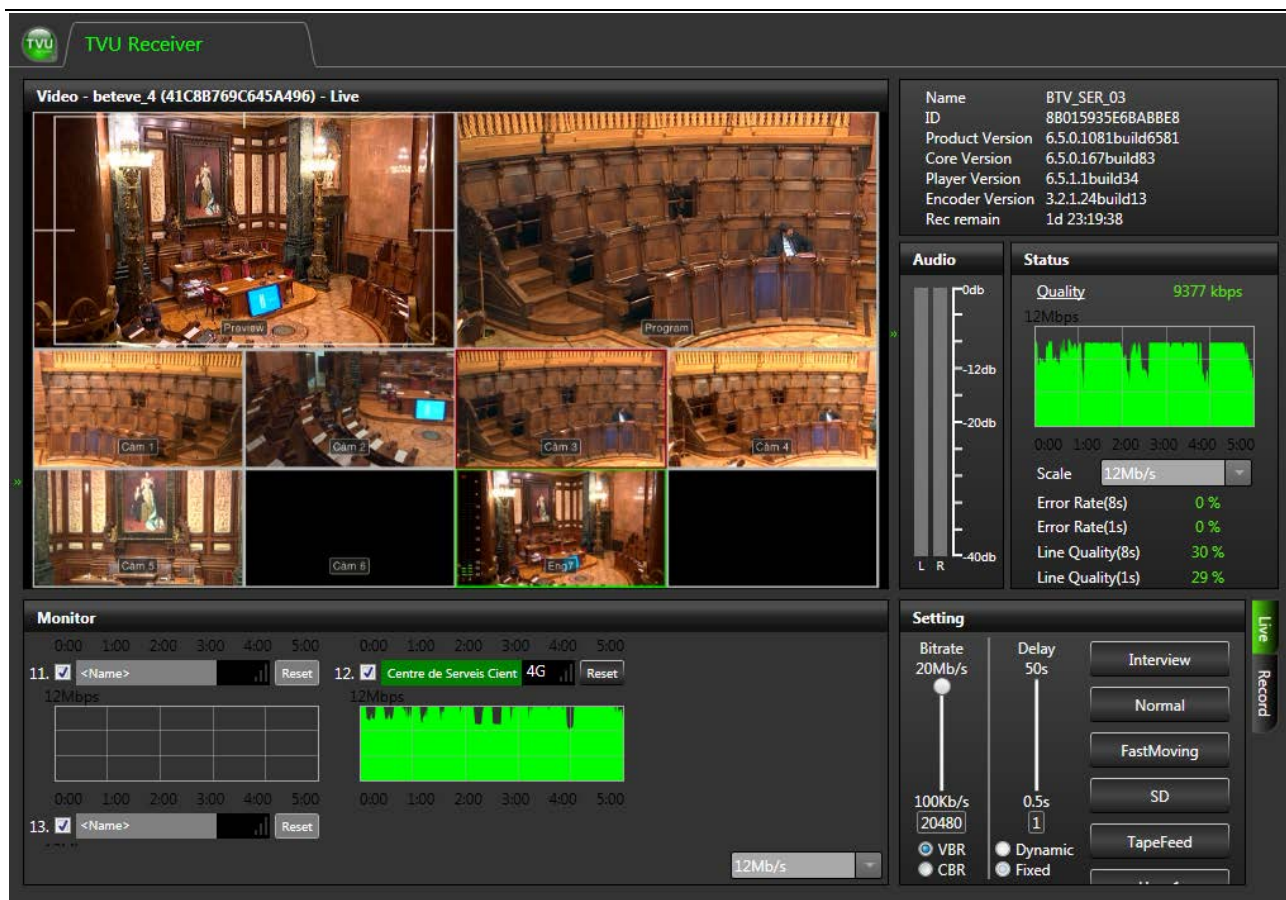 TVU
TVU Receiver
Video - beteve_4 (41C8B769C645A496) - Live
Preview
Program
Cám 1
Cám 2
Cám 3
Cám 4
Cám 5
Cám 6
Eng7
Name BTV_SER_03
ID 8B015935E6BABBE8
Product Version 6.5.0.1081build6581
Core Version 6.5.0.167build83
Player Version 6.5.1.1build34
Encoder Version 3.2.1.24build13
Rec remain 1d 23:19:38
Audio
0db
-12db
-20db
-40db
L R
Status
Quality 9377 kbps
12Mbps
0:00 1:00 2:00 3:00 4:00 5:00
Scale 12Mb/s
Error Rate(8s) 0 %
Error Rate(1s) 0 %
Line Quality(8s) 30 %
Line Quality(1s) 29 %
Monitor
0:00 1:00 2:00 3:00 4:00 5:00 0:00 1:00 2:00 3:00 4:00 5:00
11. <Name> Reset 12. Centre de Serveis Cient 4G Reset
12Mbps 12Mbps
0:00 1:00 2:00 3:00 4:00 5:00 0:00 1:00 2:00 3:00 4:00 5:00
13. <Name> Reset
12Mb/s
Setting
Bitrate Delay
20Mb/s 50s
100Kb/s 0.5s
20480 1
VBR Dynamic
CBR Fixed
Interview
Normal
FastMoving
SD
TapeFeed
Live
Record